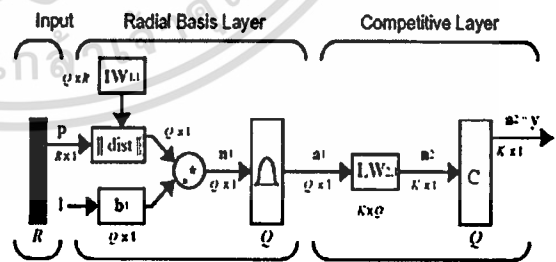 Input Radial Basis Layer Competitive Layer
Q x R IW1,1
P R x 1 || dist || Q x 1
1 b1 Q x 1
.*
n1 Q x 1
a1 Q x 1
LW2,1 K x Q
n2 K x 1
C
a2 = y K x 1
R Q Q